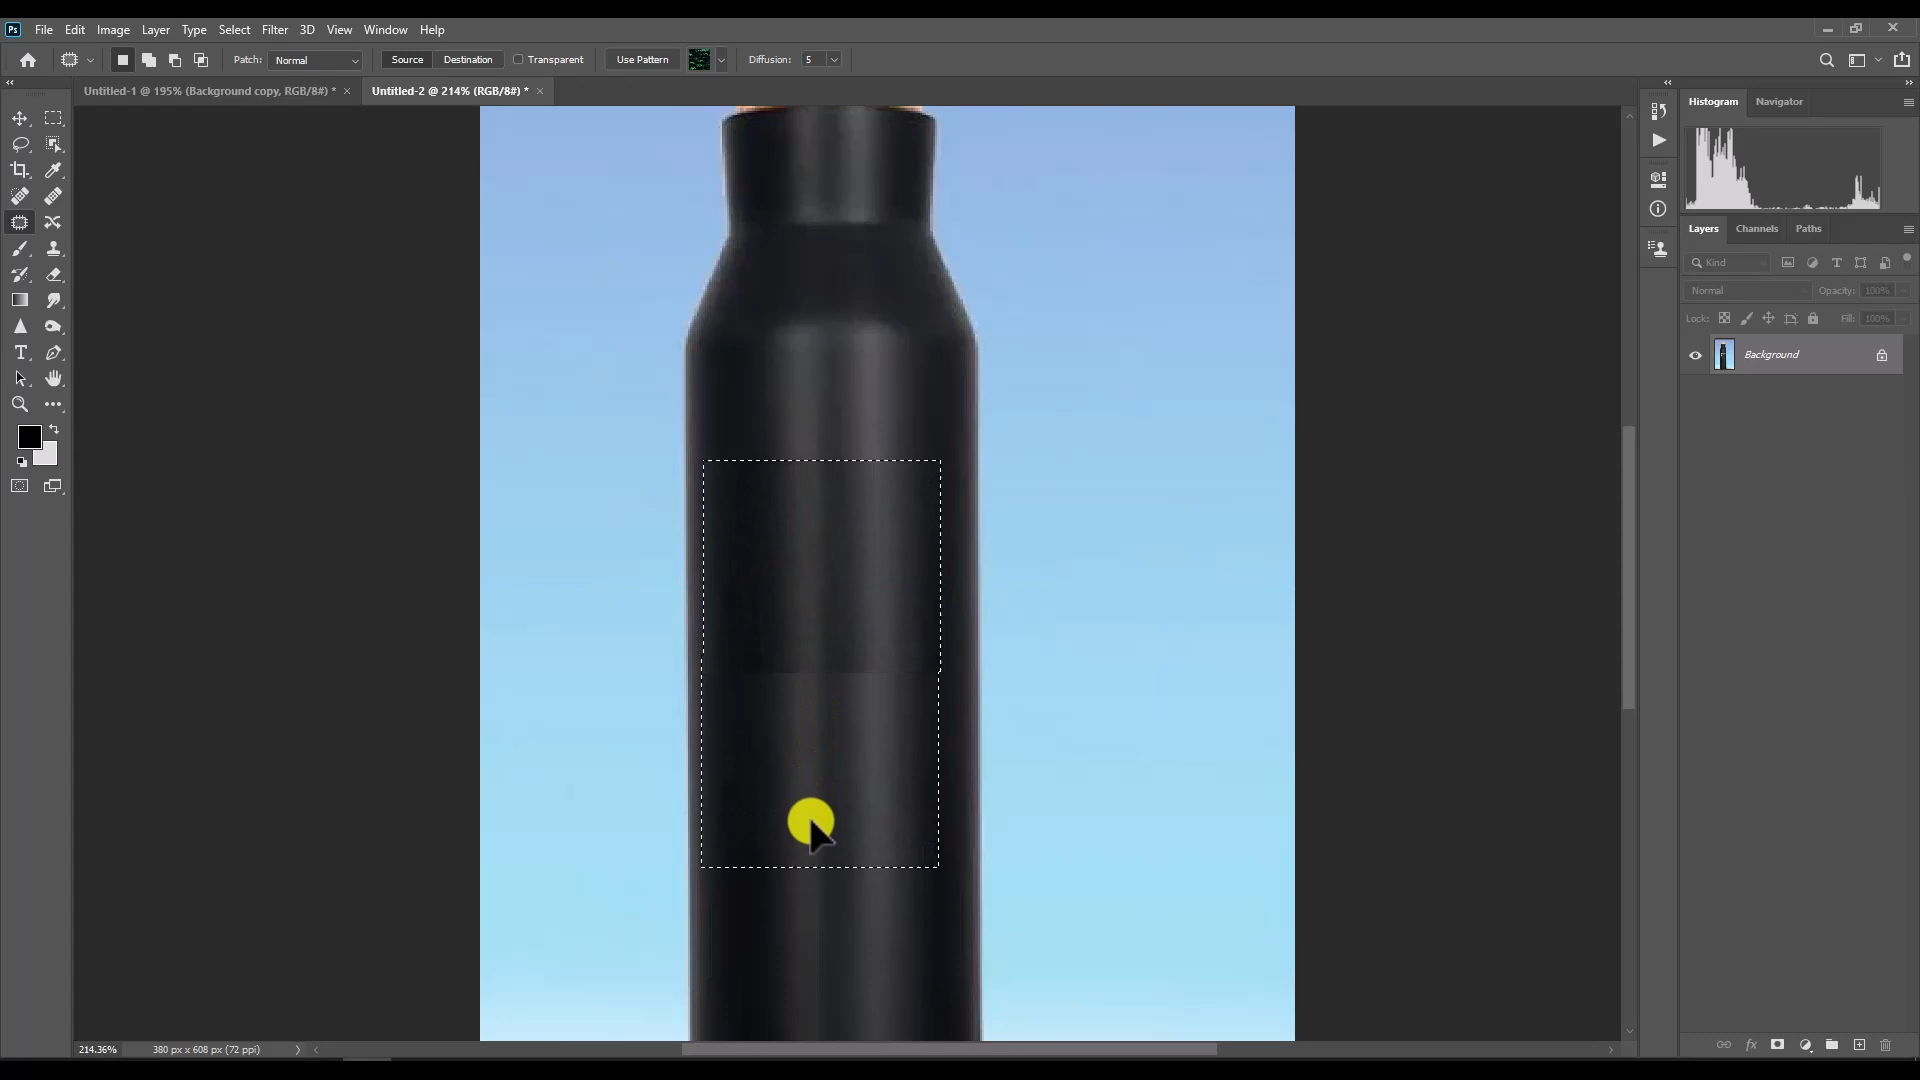 Ps File Edit Image Layer Type Select Filter 3D View Window Help
Patch: Normal Source Destination Transparent Use Pattern Diffusion: 5
Untitled-1 @ 195% (Background copy, RGB/8#) * × Untitled-2 @ 214% (RGB/8#) * ×
Histogram Navigator
Layers Channels Paths
Kind
Normal Opacity: 100%
Lock: Fill: 100%
Background
214.36% 380 px x 608 px (72 ppi)